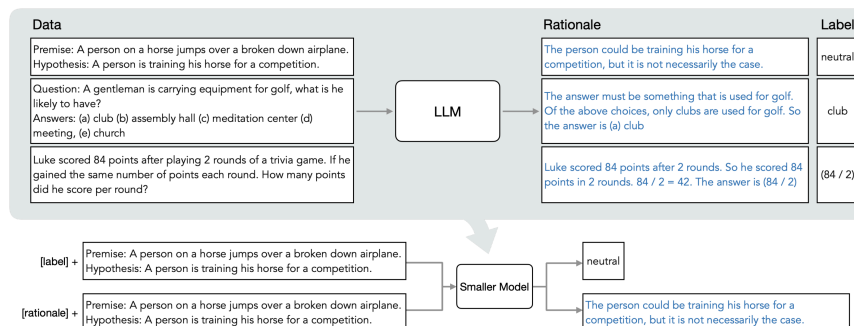 Data
Rationale
Label
Premise: A person on a horse jumps over a broken down airplane.
Hypothesis: A person is training his horse for a competition.
The person could be training his horse for a
competition, but it is not necessarily the case.
neutral
Question: A gentleman is carrying equipment for golf, what is he
likely to have?
Answers: (a) club (b) assembly hall (c) meditation center (d)
meeting, (e) church
LLM
The answer must be something that is used for golf.
Of the above choices, only clubs are used for golf. So
the answer is (a) club
club
Luke scored 84 points after playing 2 rounds of a trivia game. If he
gained the same number of points each round. How many points
did he score per round?
Luke scored 84 points after 2 rounds. So he scored 84
points in 2 rounds. 84 / 2 = 42. The answer is (84 / 2)
(84 / 2)
[label] +
Premise: A person on a horse jumps over a broken down airplane.
Hypothesis: A person is training his horse for a competition.
Smaller Model
neutral
[rationale] +
Premise: A person on a horse jumps over a broken down airplane.
Hypothesis: A person is training his horse for a competition.
The person could be training his horse for a
competition, but it is not necessarily the case.